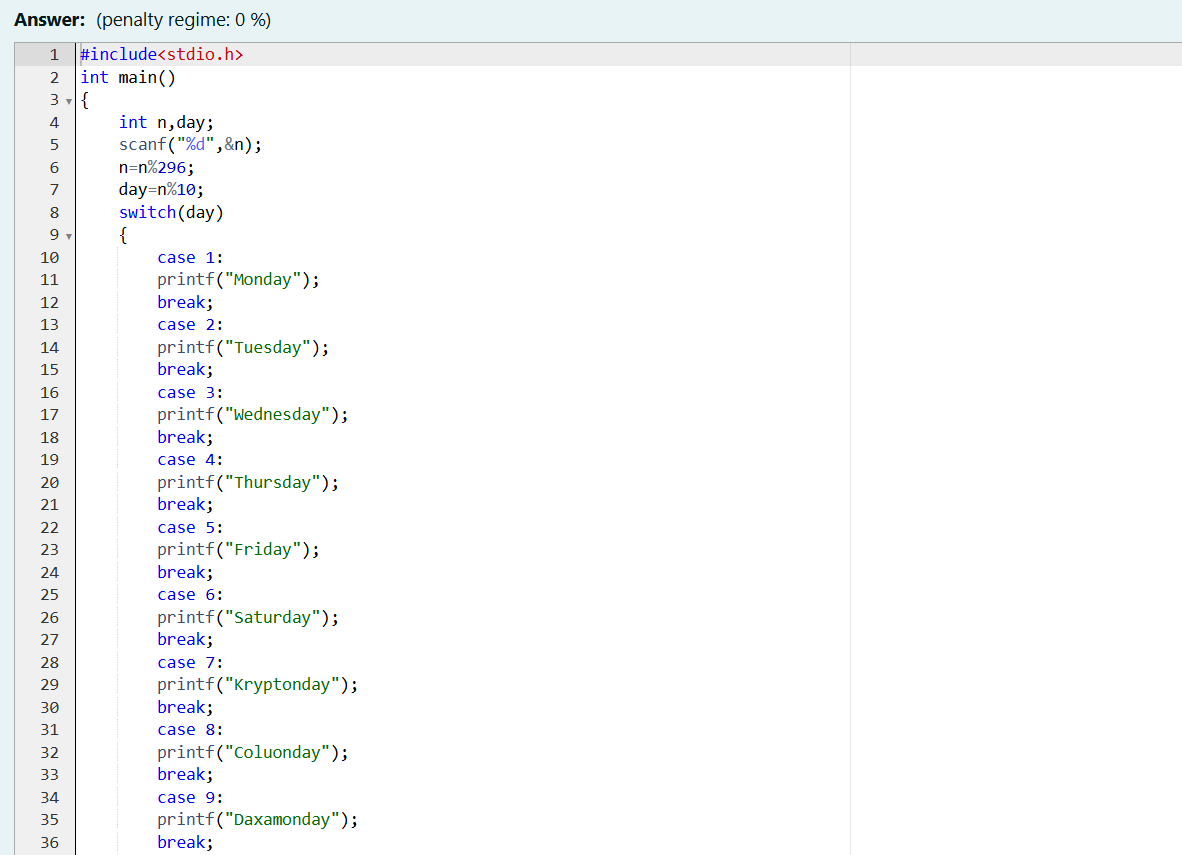 Answer: (penalty regime: 0 %)
1 #include<stdio.h>
2 int main()
3 {
4 int n,day;
5 scanf("%d",&n);
6 n=n%296;
7 day=n%10;
8 switch(day)
9 {
10 case 1:
11 printf("Monday");
12 break;
13 case 2:
14 printf("Tuesday");
15 break;
16 case 3:
17 printf("Wednesday");
18 break;
19 case 4:
20 printf("Thursday");
21 break;
22 case 5:
23 printf("Friday");
24 break;
25 case 6:
26 printf("Saturday");
27 break;
28 case 7:
29 printf("Kryptonday");
30 break;
31 case 8:
32 printf("Coluonday");
33 break;
34 case 9:
35 printf("Daxamonday");
36 break;